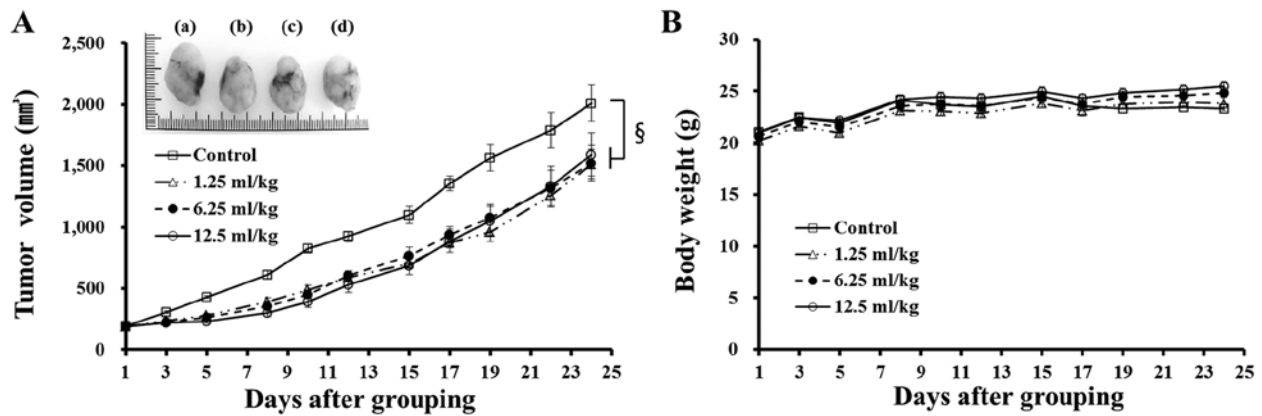 A
B
(a) (b) (c) (d)
Tumor volume (㎣)
2,500
2,000
1,500
1,000
500
0
Control
1.25 ml/kg
6.25 ml/kg
12.5 ml/kg
§
1 3 5 7 9 11 13 15 17 19 21 23 25
Days after grouping
Body weight (g)
30
25
20
15
10
5
0
Control
1.25 ml/kg
6.25 ml/kg
12.5 ml/kg
1 3 5 7 9 11 13 15 17 19 21 23 25
Days after grouping